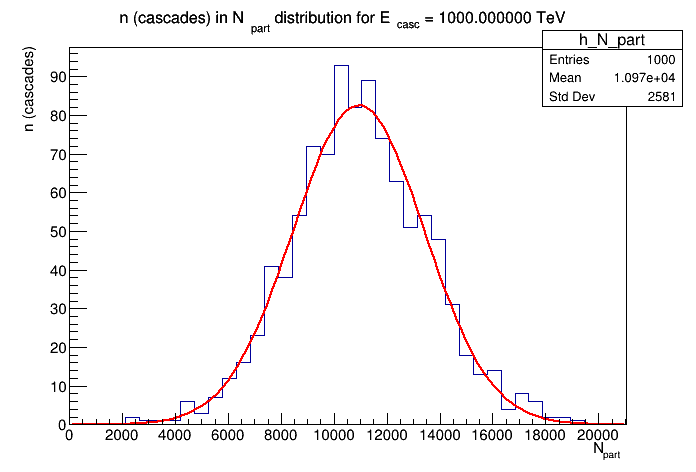 n (cascades) in N part distribution for E casc = 1000.000000 TeV
h_N_part
Entries 1000
Mean 1.097e+04
Std Dev 2581
n (cascades)
90
80
70
60
50
40
30
20
10
0
0 2000 4000 6000 8000 10000 12000 14000 16000 18000 20000
N part